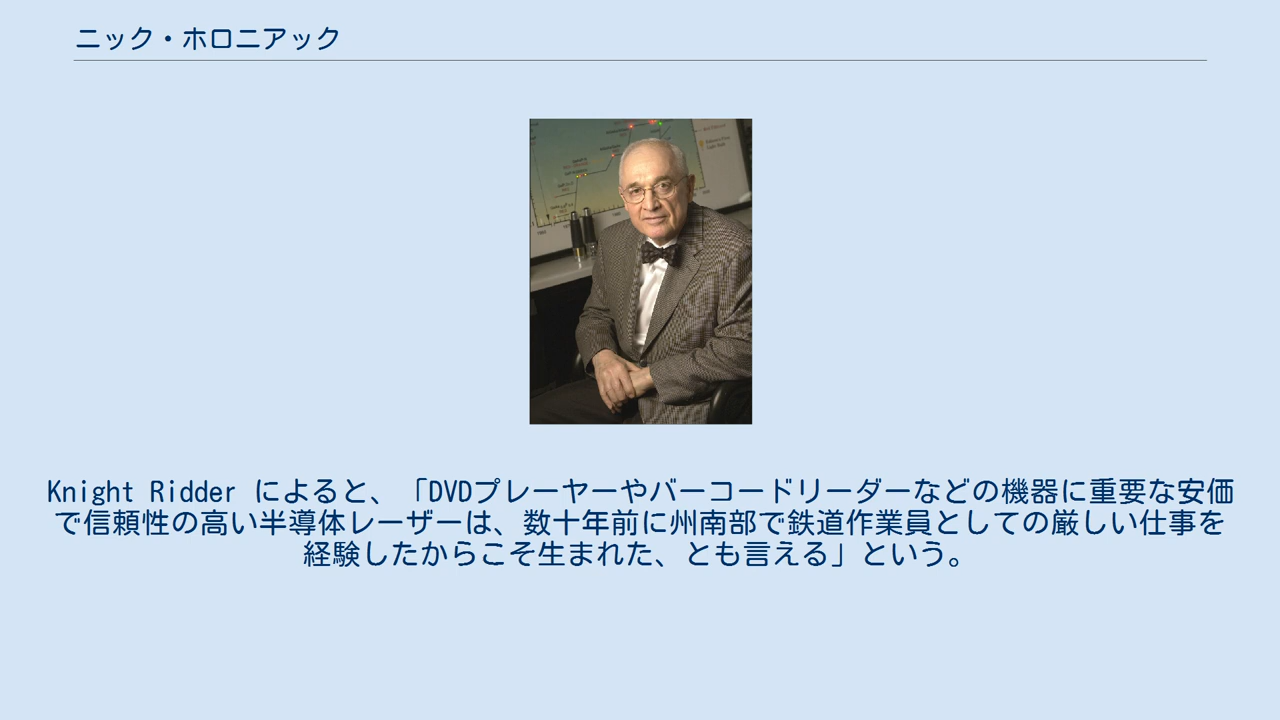 ニック・ホロニアック
Knight Ridder によると、「DVDプレーヤーやバーコードリーダーなどの機器に重要な安価
で信頼性の高い半導体レーザーは、数十年前に州南部で鉄道作業員としての厳しい仕事を
経験したからこそ生まれた、とも言える」という。